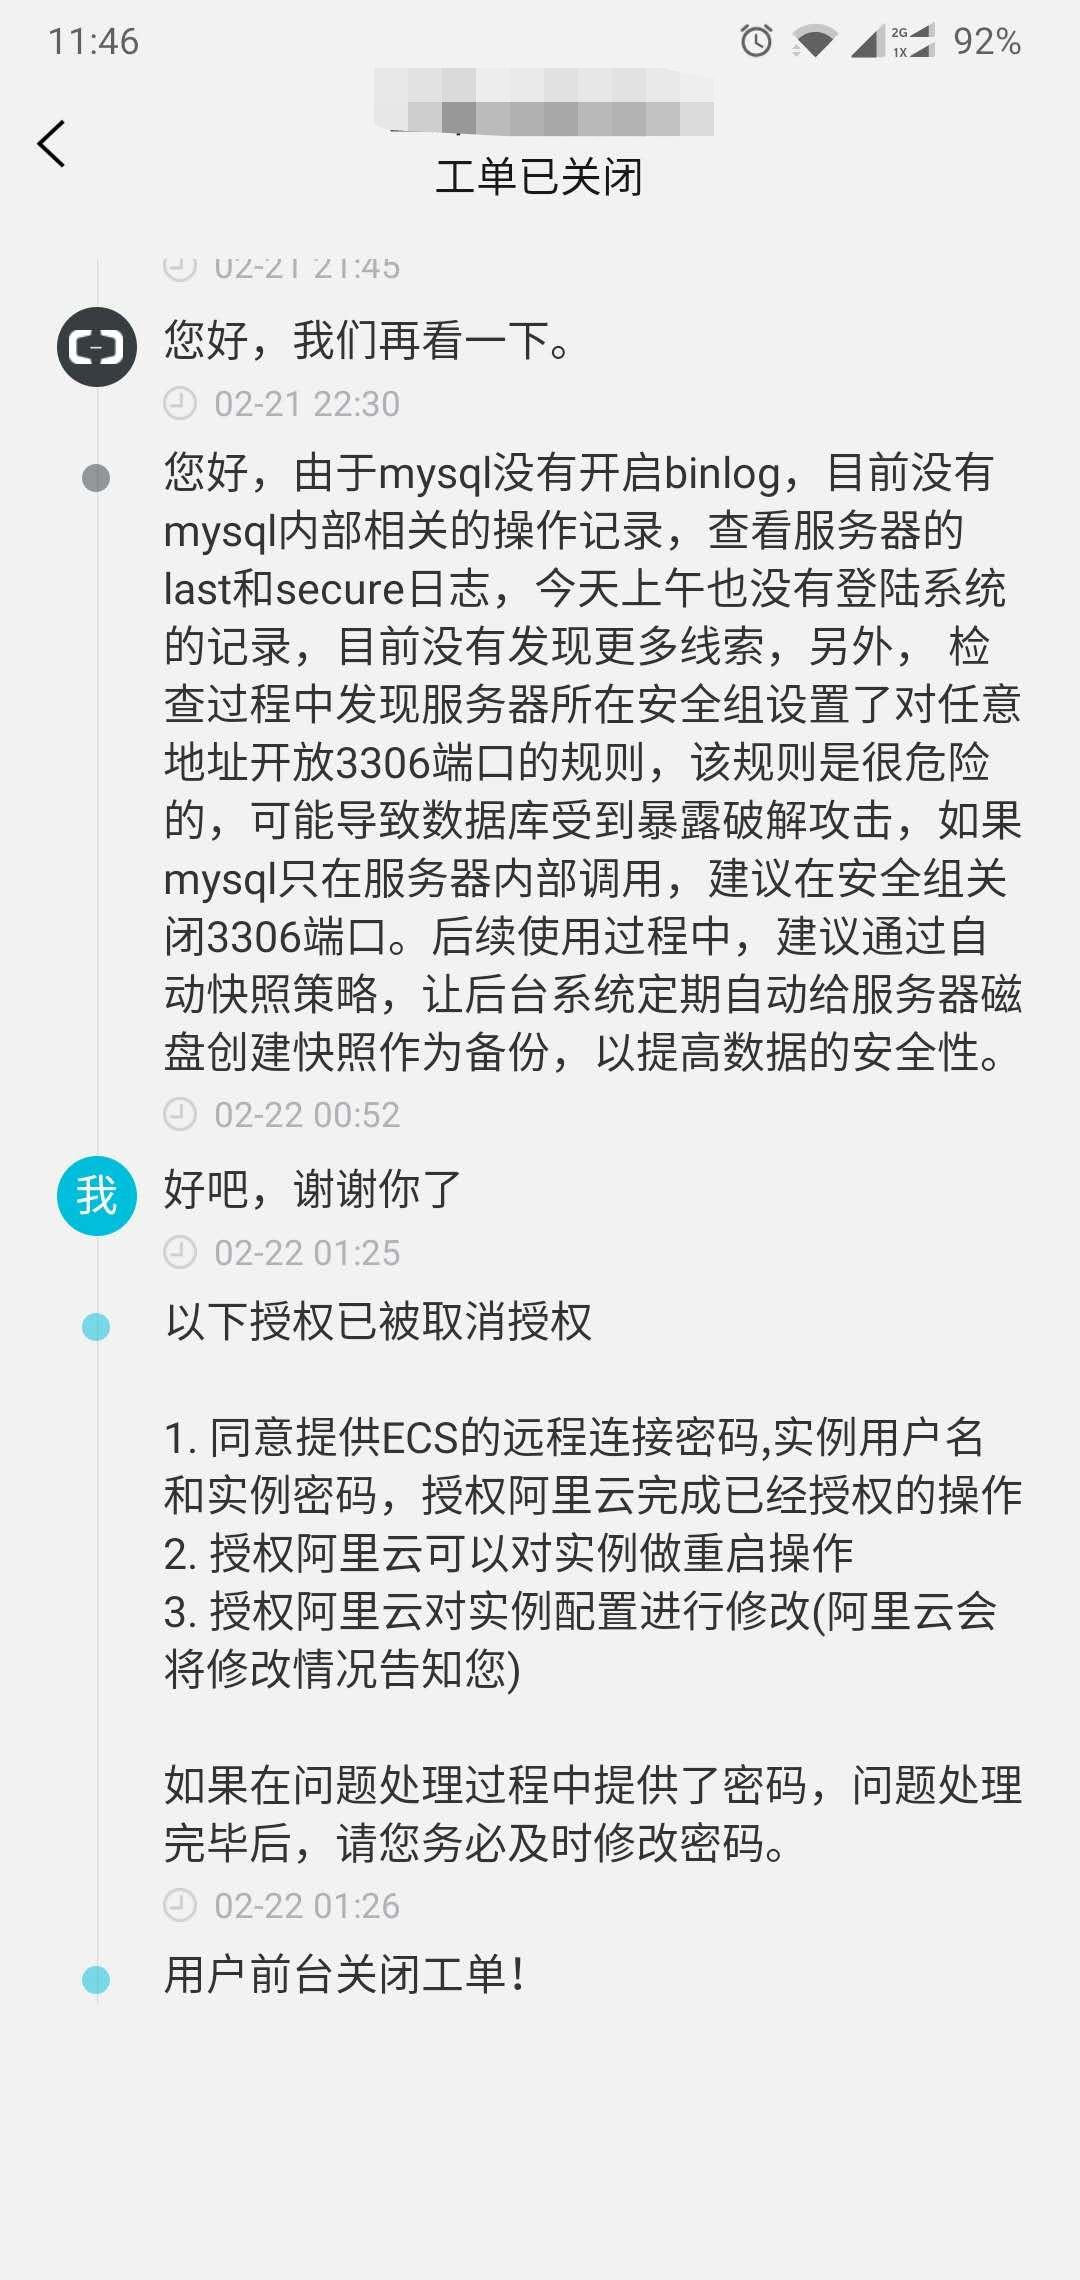 11:46
2G
1X
92%
工单已关闭
02-21 21:45
您好，我们再看一下。
02-21 22:30
您好，由于mysql没有开启binlog，目前没有
mysql内部相关的操作记录，查看服务器的
last和secure日志，今天上午也没有登陆系统
的记录，目前没有发现更多线索，另外， 检
查过程中发现服务器所在安全组设置了对任意
地址开放3306端口的规则，该规则是很危险
的，可能导致数据库受到暴露破解攻击，如果
mysql只在服务器内部调用，建议在安全组关
闭3306端口。后续使用过程中，建议通过自
动快照策略，让后台系统定期自动给服务器磁
盘创建快照作为备份，以提高数据的安全性。
02-22 00:52
我
好吧，谢谢你了
02-22 01:25
以下授权已被取消授权
1. 同意提供ECS的远程连接密码,实例用户名
和实例密码，授权阿里云完成已经授权的操作
2. 授权阿里云可以对实例做重启操作
3. 授权阿里云对实例配置进行修改(阿里云会
将修改情况告知您)
如果在问题处理过程中提供了密码，问题处理
完毕后，请您务必及时修改密码。
02-22 01:26
用户前台关闭工单！